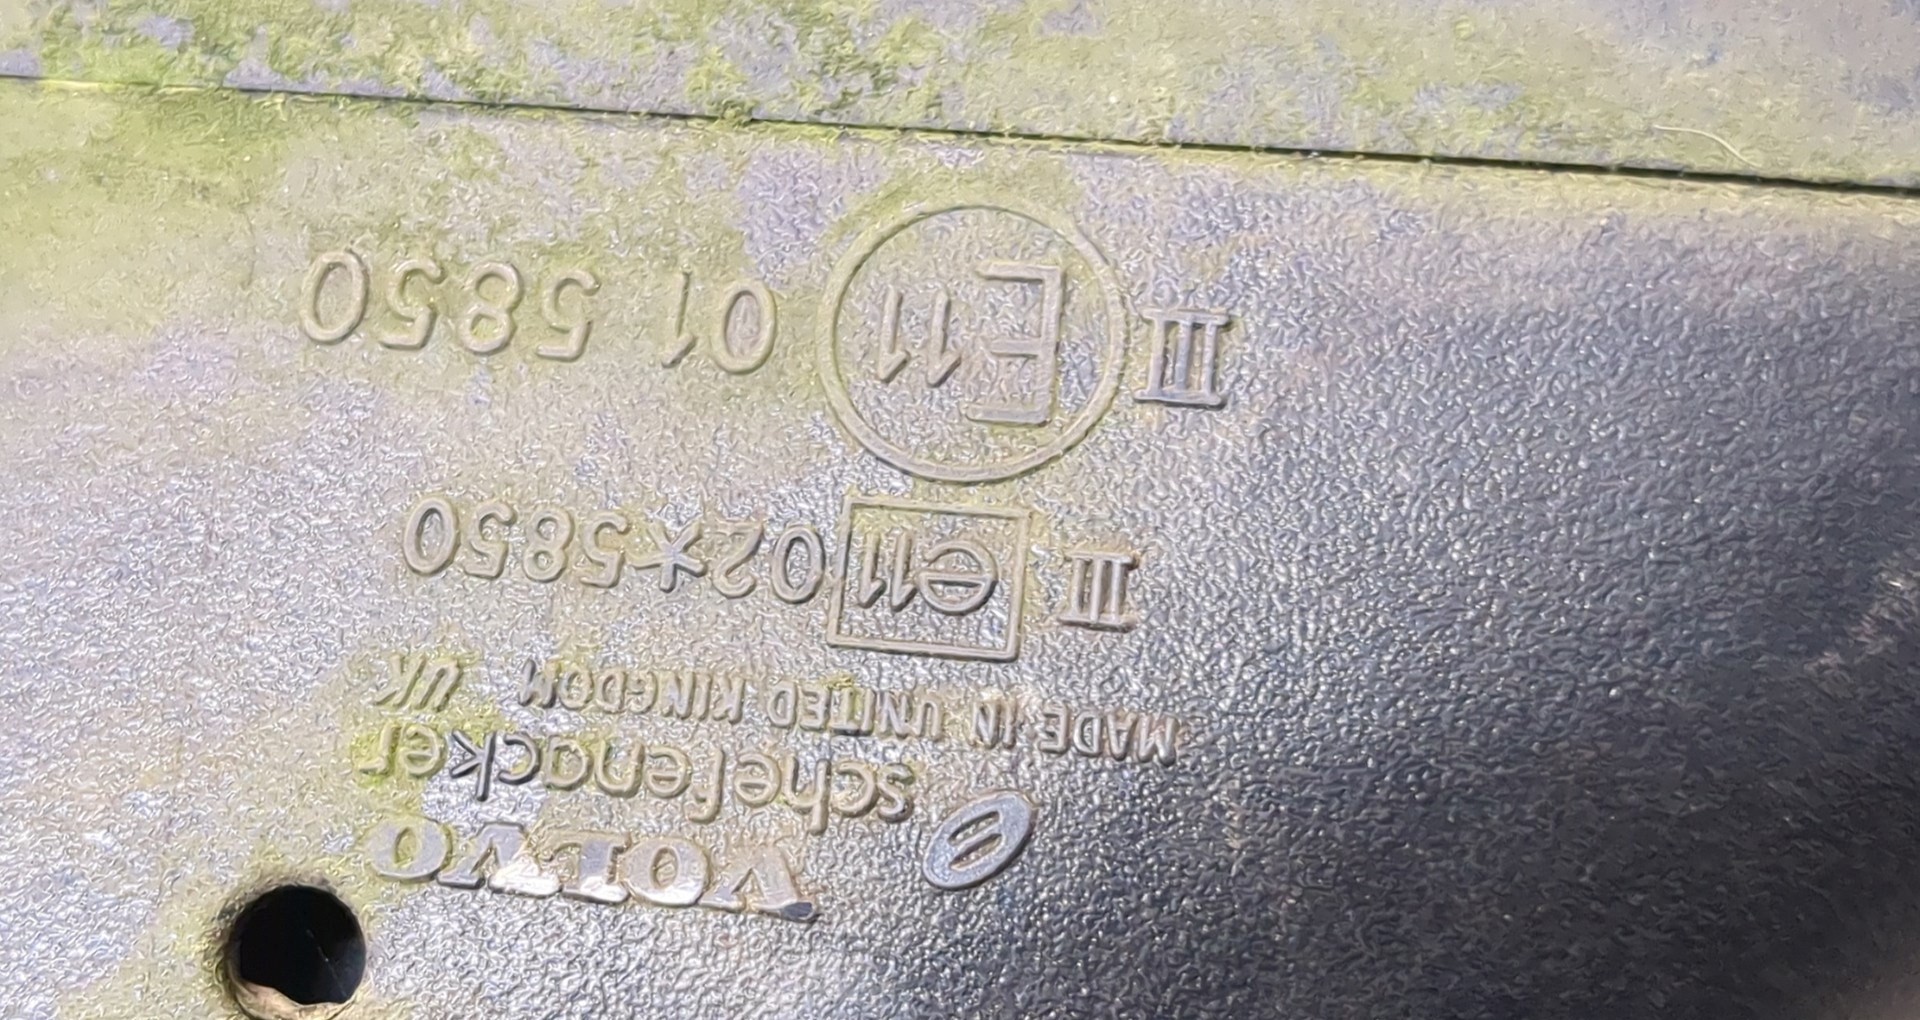 VOLVO
e schefenacker
MADE IN UNITED KINGDOM UK
III e11 02*5850
III E11 01 5850